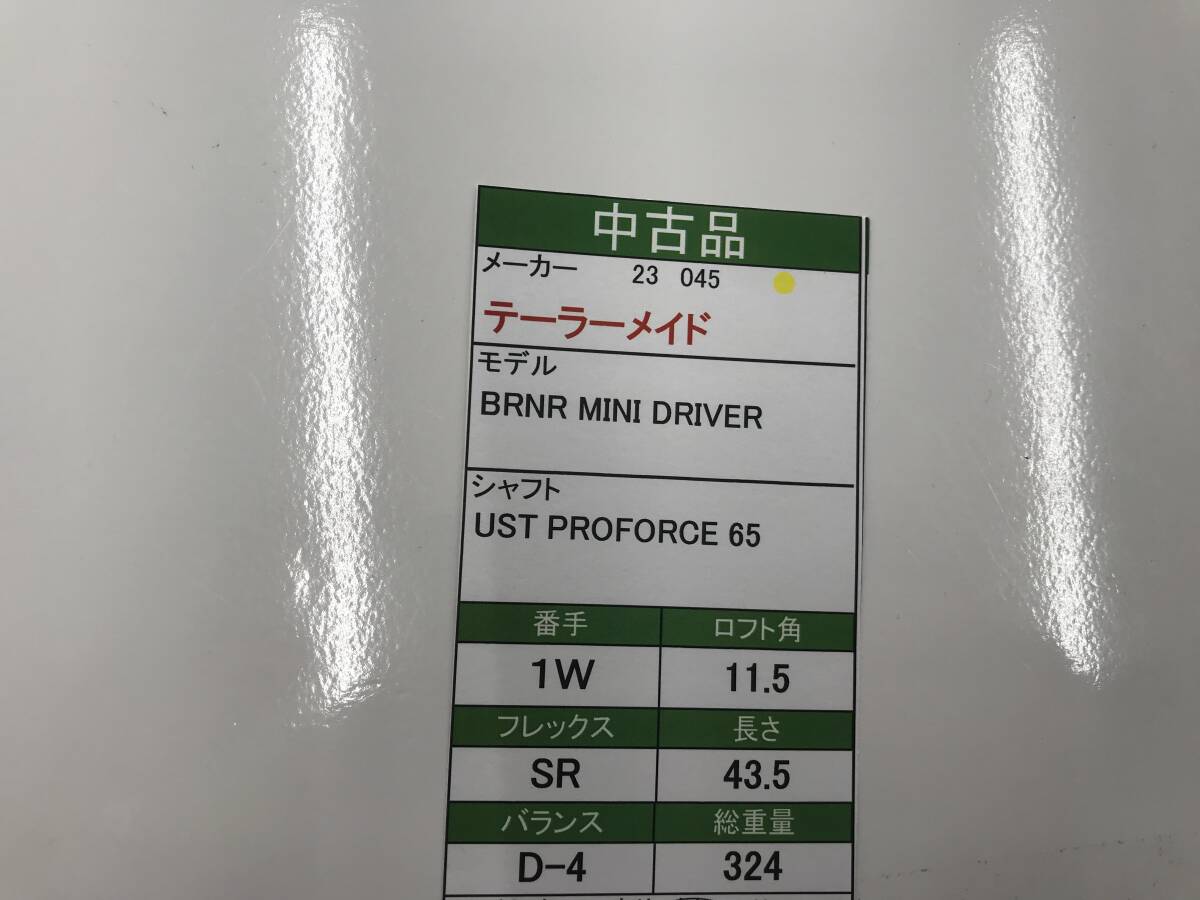 中古品
メーカー 23 045
テーラーメイド
モデル
BRNR MINI DRIVER
シャフト
UST PROFORCE 65
番手 ロフト角
1W 11.5
フレックス 長さ
SR 43.5
バランス 総重量
D-4 324